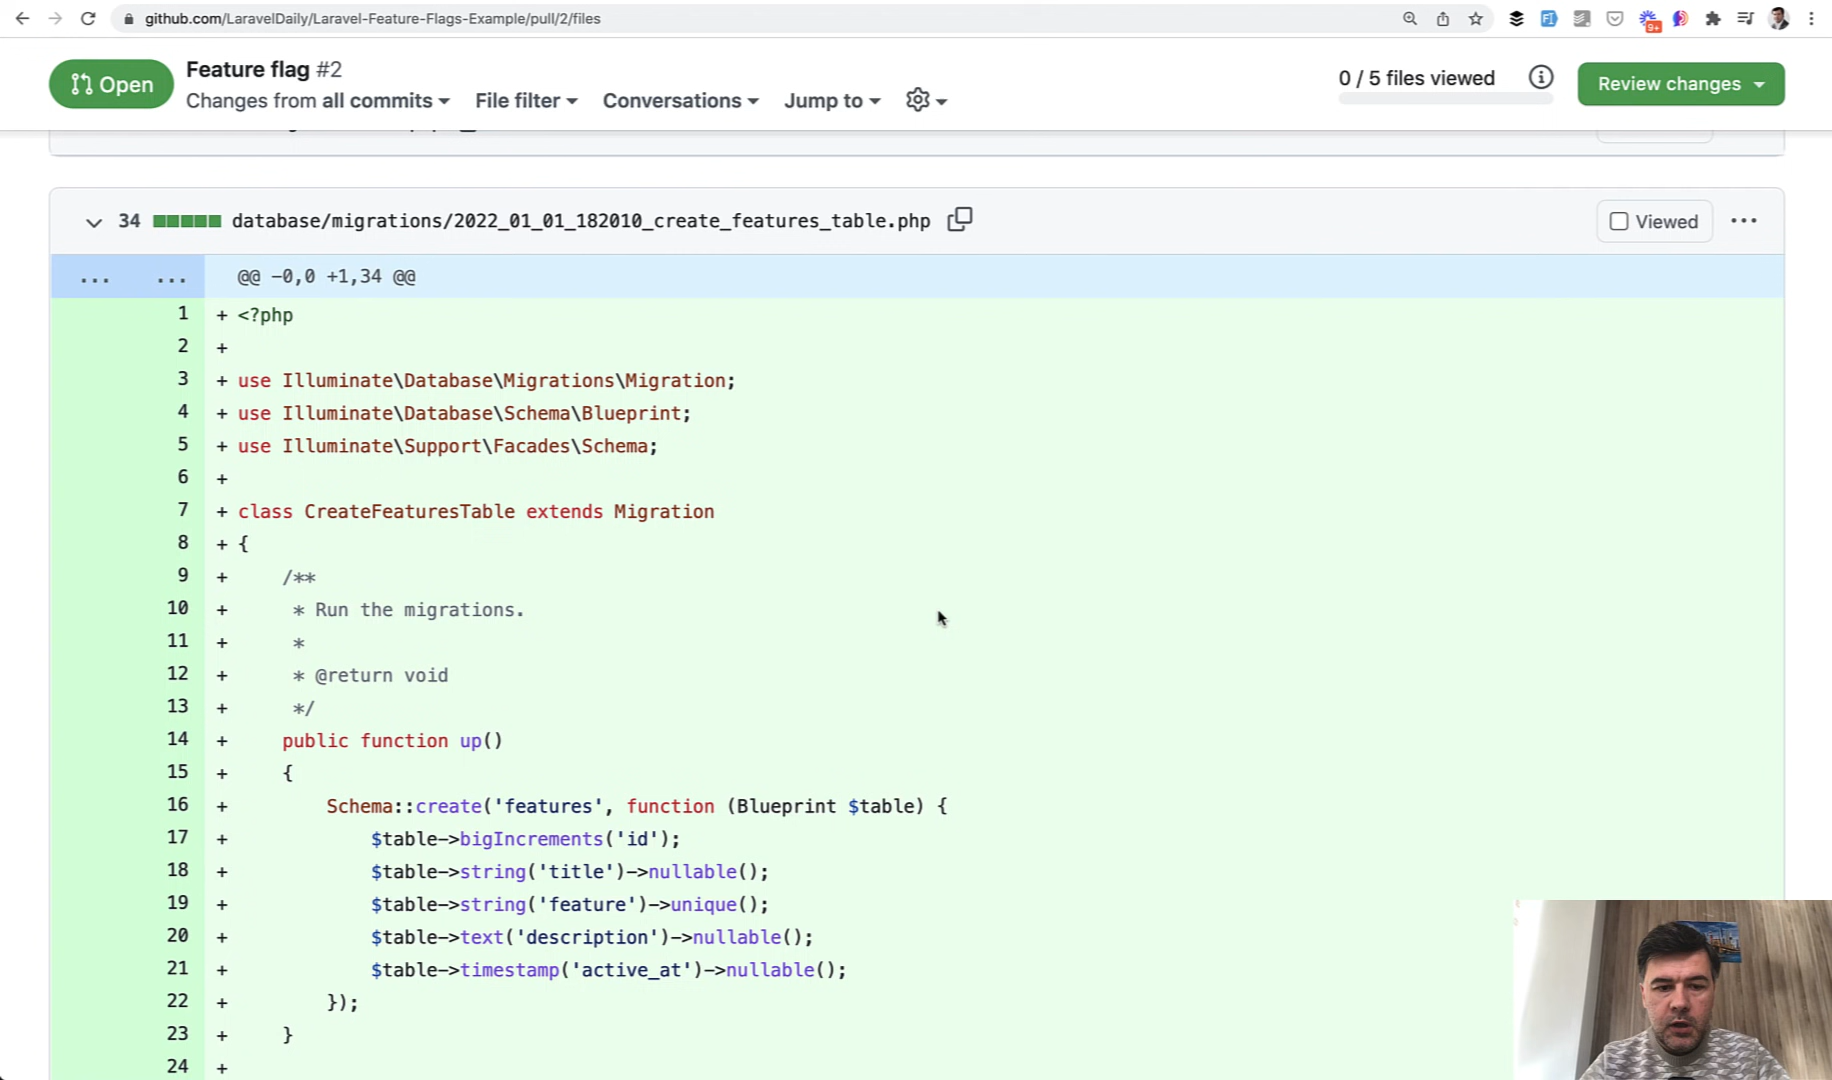 github.com/LaravelDaily/Laravel-Feature-Flags-Example/pull/2/files
9+
Open
Feature flag #2
Changes from all commits
File filter
Conversations
Jump to
0 / 5 files viewed
Review changes
34
database/migrations/2022_01_01_182010_create_features_table.php
Viewed
...
... ... @@ -0,0 +1,34 @@
1 + <?php
2 +
3 + use Illuminate\Database\Migrations\Migration;
4 + use Illuminate\Database\Schema\Blueprint;
5 + use Illuminate\Support\Facades\Schema;
6 +
7 + class CreateFeaturesTable extends Migration
8 + {
9 + /**
10 + * Run the migrations.
11 + *
12 + * @return void
13 + */
14 + public function up()
15 + {
16 + Schema::create('features', function (Blueprint $table) {
17 + $table->bigIncrements('id');
18 + $table->string('title')->nullable();
19 + $table->string('feature')->unique();
20 + $table->text('description')->nullable();
21 + $table->timestamp('active_at')->nullable();
22 + });
23 + }
24 +